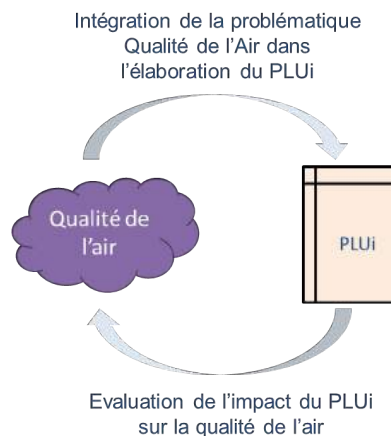 Intégration de la problématique
Qualité de l'Air dans
l'élaboration du PLUi
Qualité de
l'air
PLUi
Evaluation de l'impact du PLUi
sur la qualité de l'air